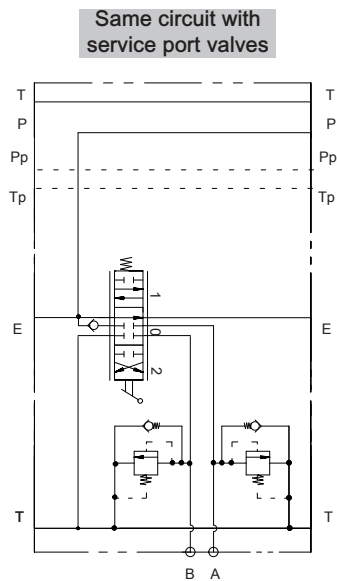 Same circuit with
service port valves
T T
P P
Pp Pp
Tp Tp
1
E E
0
2
T T
B A